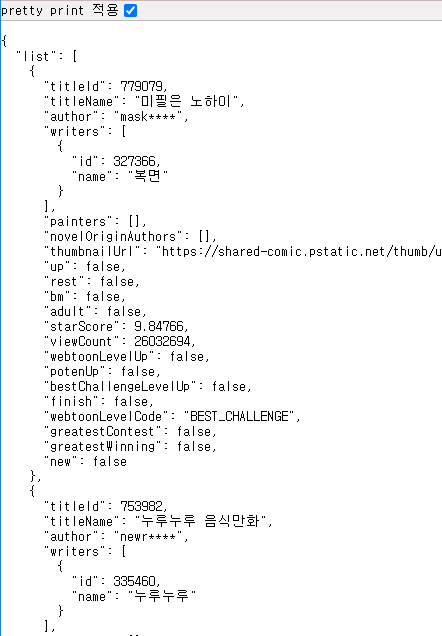 pretty print 적용
{
"list": [
{
"titleId": 779079,
"titleName": "미필은 노하이",
"author": "mask****",
"writers": [
{
"id": 327366,
"name": "복면"
}
],
"painters": [],
"novelOriginAuthors": [],
"thumbnailUrl": "https://shared-comic.pstatic.net/thumb/u
"up": false,
"rest": false,
"bm": false,
"adult": false,
"starScore": 9.84766,
"viewCount": 26032694,
"webtoonLevelUp": false,
"potenUp": false,
"bestChallengeLevelUp": false,
"finish": false,
"webtoonLevelCode": "BEST_CHALLENGE",
"greatestContest": false,
"greatestWinning": false,
"new": false
},
{
"titleId": 753982,
"titleName": "누루누루 음식만화",
"author": "newr****",
"writers": [
{
"id": 335460,
"name": "누루누루"
}
],